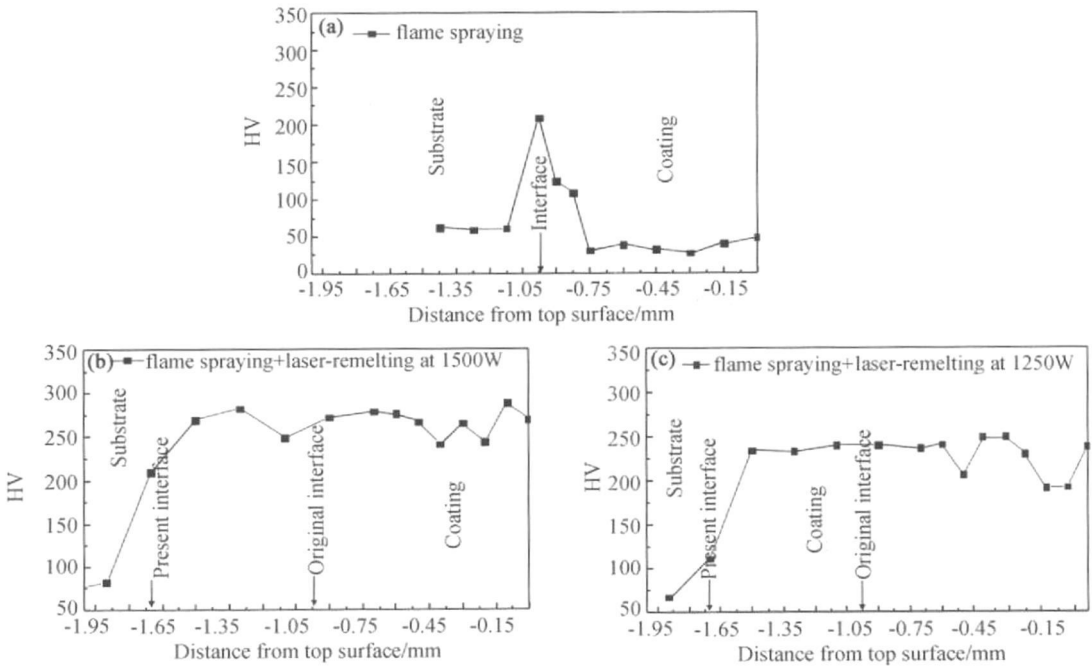 (a) flame spraying
350
300
250
200
150
100
50
0
HV
Substrate
Interface
Coating
-1.95 -1.65 -1.35 -1.05 -0.75 -0.45 -0.15
Distance from top surface/mm
(b) flame spraying+laser-remelting at 1500W
350
300
250
200
150
100
50
HV
Substrate
Present interface
Original interface
Coating
-1.95 -1.65 -1.35 -1.05 -0.75 -0.45 -0.15
Distance from top surface/mm
(c) flame spraying+laser-remelting at 1250W
350
300
250
200
150
100
50
HV
Substrate
Present interface
Coating
Original interface
-1.95 -1.65 -1.35 -1.05 -0.75 -0.45 -0.15
Distance from top surface/mm